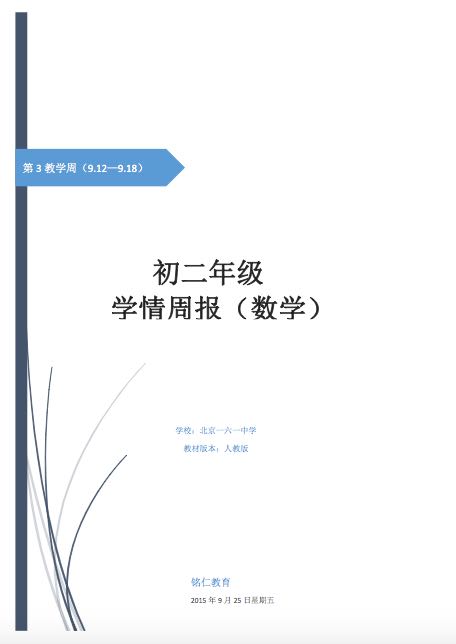 第 3 教学周（9.12—9.18）
初二年级
学情周报（数学）
学校：北京一六一中学
教材版本：人教版
铭仁教育
2015 年 9 月 25 日星期五